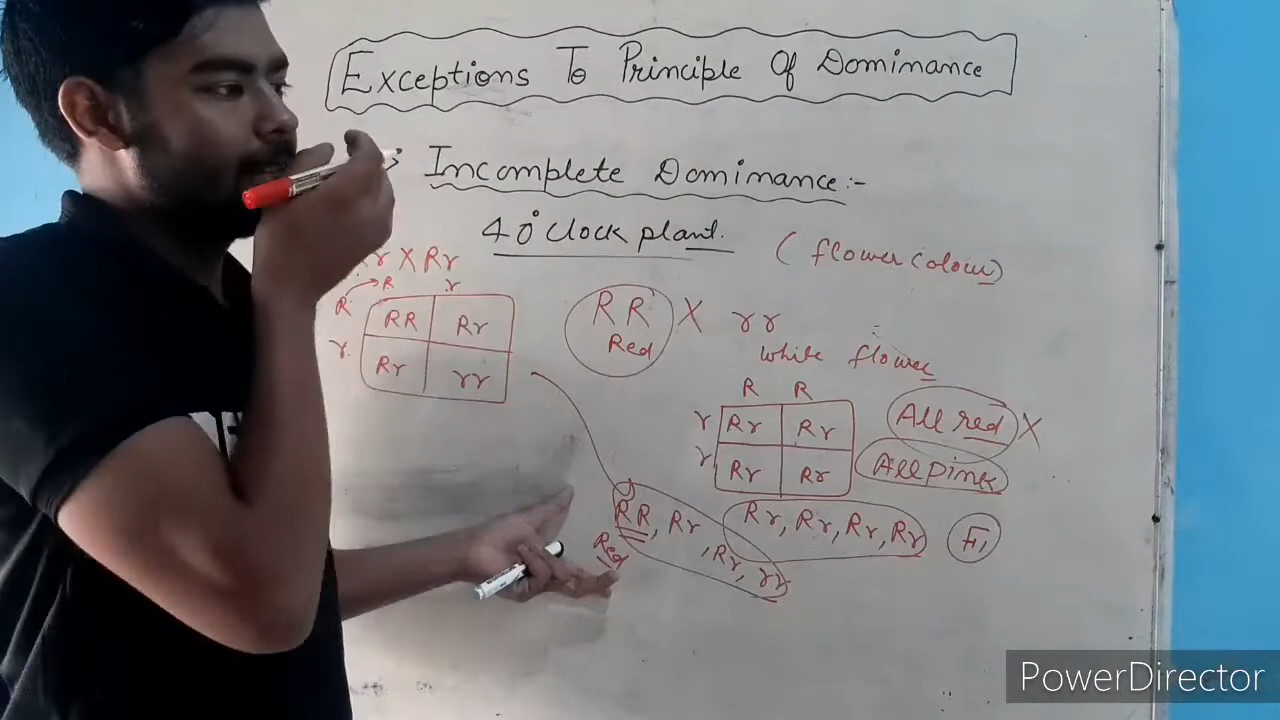 Exceptions To Principle Of Dominance
Incomplete Dominance:-
4 O'Clock plant.
(flower Colour)
Rr X Rr
R R r
RR Rr
r Rr rr
RR X rr
Red
white flower
R R
r Rr Rr
r Rr Rr
All red X
All pink
RR, Rr, Rr, rr
Red
Rr, Rr, Rr, Rr
F1
PowerDirector